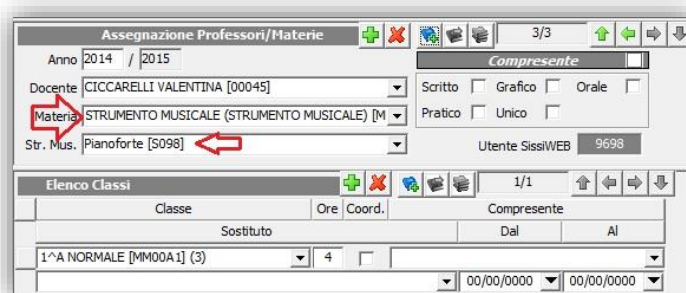 Assegnazione Professori/Materie 3/3
Anno 2014 / 2015 Compresente
Docente CICCARELLI VALENTINA [00045] Scritto Grafico Orale
Materia STRUMENTO MUSICALE (STRUMENTO MUSICALE) [M Pratico Unico
Str. Mus. Pianoforte [S098] Utente SissiWEB 9698
Elenco Classi 1/1
Classe Ore Coord. Compresente
Sostituto Dal Al
1^A NORMALE [MM00A1] (3) 4
00/00/0000 00/00/0000